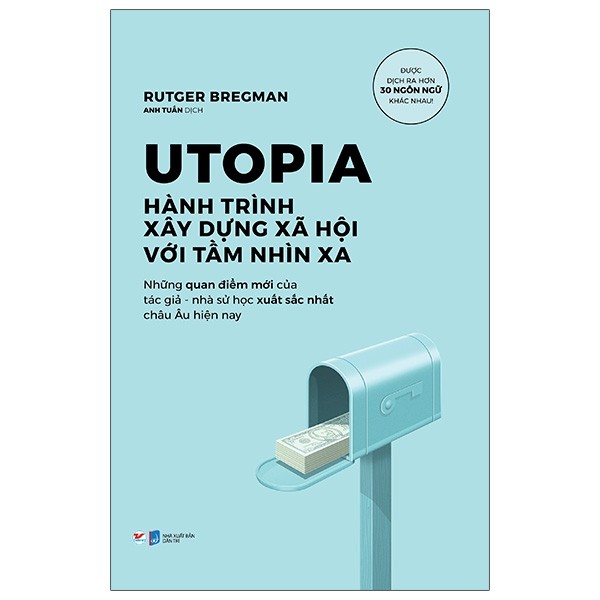 RUTGER BREGMAN
ANH TUẤN DỊCH
ĐƯỢC
DỊCH RA HƠN
30 NGÔN NGỮ
KHÁC NHAU!
UTOPIA
HÀNH TRÌNH
XÂY DỰNG XÃ HỘI
VỚI TẦM NHÌN XA
Những quan điểm mới của
tác giả - nhà sử học xuất sắc nhất
châu Âu hiện nay
NHÀ XUẤT BẢN
DÂN TRÍ